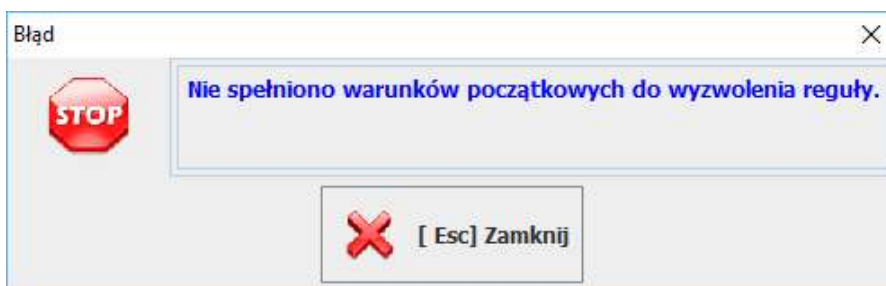 Błąd
STOP
Nie spełniono warunków początkowych do wyzwolenia reguły.
[ Esc] Zamknij